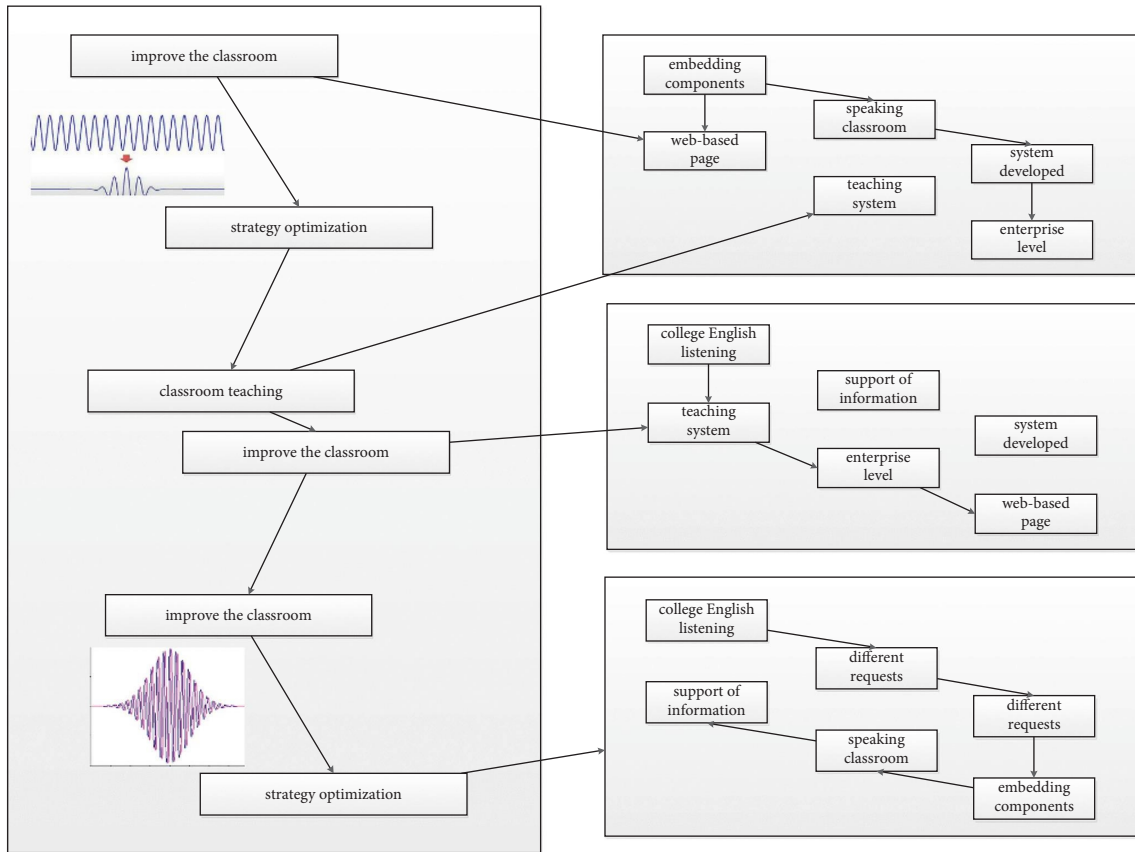 improve the classroom
strategy optimization
classroom teaching
improve the classroom
improve the classroom
strategy optimization
embedding
components
speaking
classroom
web-based
page
system
developed
teaching
system
enterprise
level
college English
listening
support of
information
teaching
system
system
developed
enterprise
level
web-based
page
college English
listening
different
requests
support of
information
different
requests
speaking
classroom
embedding
components